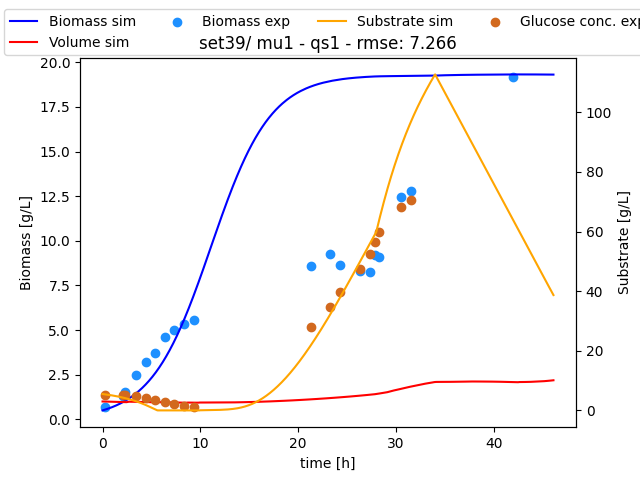 Biomass sim Biomass exp Substrate sim Glucose conc. exp
Volume sim
set39/ mu1 - qs1 - rmse: 7.266
20.0
17.5
15.0
12.5
10.0
7.5
5.0
2.5
0.0
Biomass [g/L]
100
80
60
40
20
0
Substrate [g/L]
0 10 20 30 40
time [h]